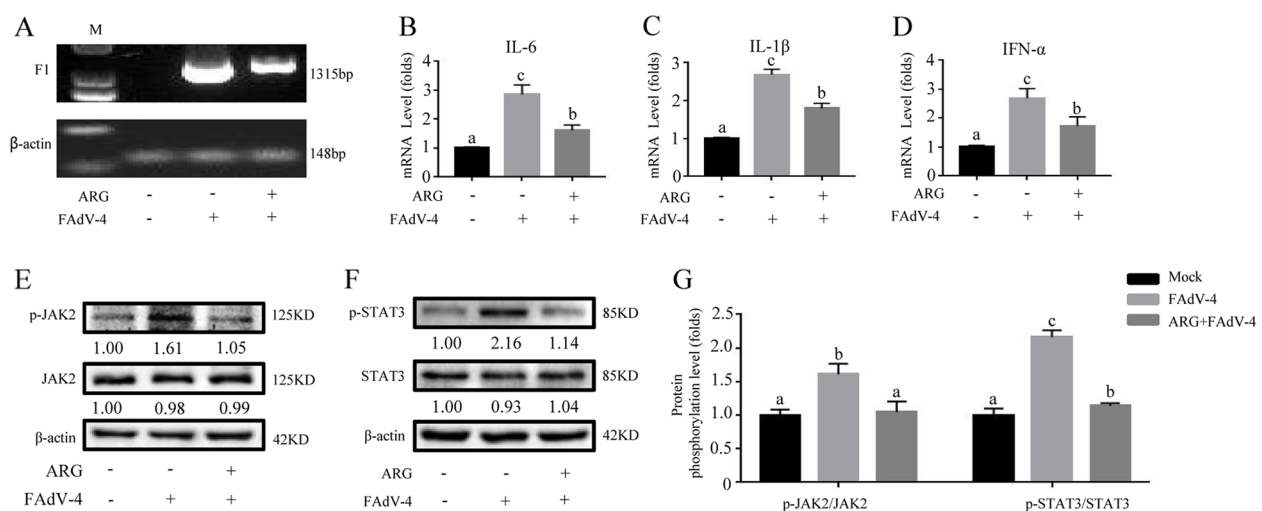 A
M
F1
1315bp
β-actin
148bp
ARG - - +
FAdV-4 - + +
B
IL-6
mRNA Level (folds)
4
3
2
1
0
a
c
b
ARG - - +
FAdV-4 - + +
C
IL-1β
mRNA Level (folds)
3
2
1
0
a
c
b
ARG - - +
FAdV-4 - + +
D
IFN-α
mRNA Level (folds)
4
3
2
1
0
a
c
b
ARG - - +
FAdV-4 - + +
E
p-JAK2
125KD
1.00 1.61 1.05
JAK2
125KD
1.00 0.98 0.99
β-actin
42KD
ARG - - +
FAdV-4 - + +
F
p-STAT3
85KD
1.00 2.16 1.14
STAT3
85KD
1.00 0.93 1.04
β-actin
42KD
ARG - - +
FAdV-4 - + +
G
Mock
FAdV-4
ARG+FAdV-4
Protein
phosphorylation level (folds)
2.5
2.0
1.5
1.0
0.5
0
a
b
a
a
c
b
p-JAK2/JAK2
p-STAT3/STAT3